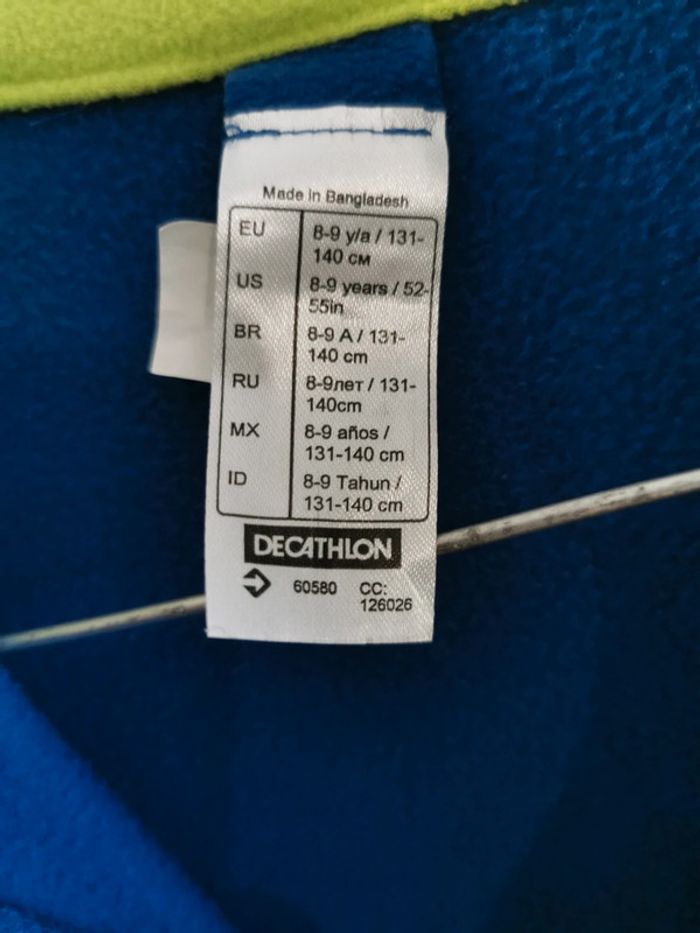 Made in Bangladesh
EU 8-9 y/a / 131-
140 см
US 8-9 years / 52-
55in
BR 8-9 A / 131-
140 cm
RU 8-9лет / 131-
140cm
MX 8-9 años /
131-140 cm
ID 8-9 Tahun /
131-140 cm
DECATHLON
60580 CC:
126026